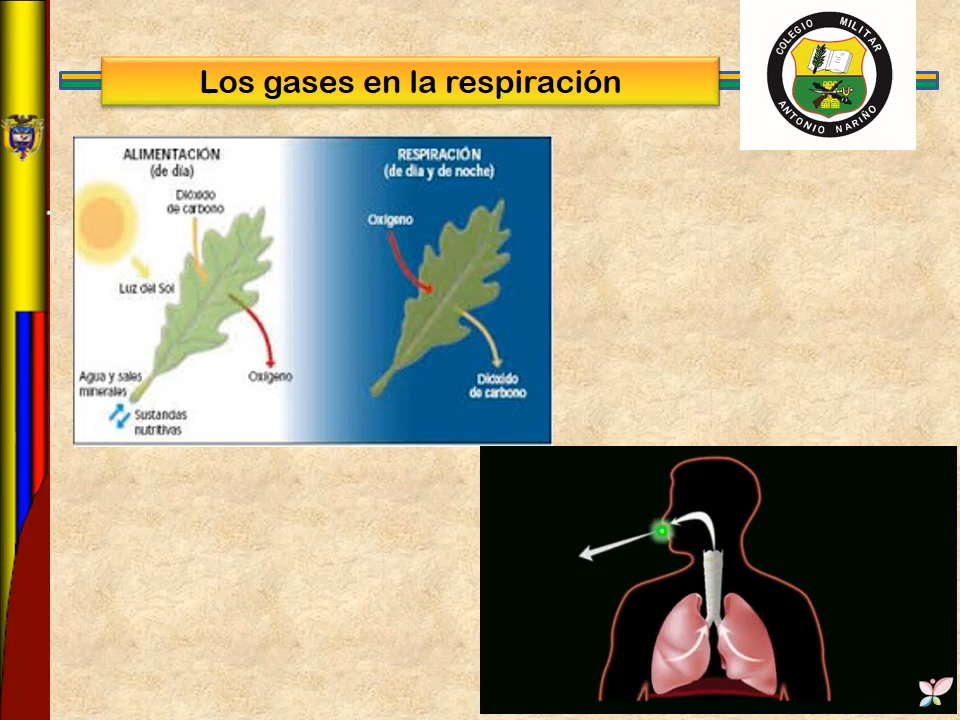 Los gases en la respiración
COLEGIO MILITAR
ANTONIO NARIÑO
ALIMENTACIÓN
(de día)
Dióxido
de carbono
Luz del Sol
Oxígeno
Agua y sales
minerales
Sustancias
nutritivas
RESPIRACIÓN
(de día y de noche)
Oxígeno
Dióxido
de carbono